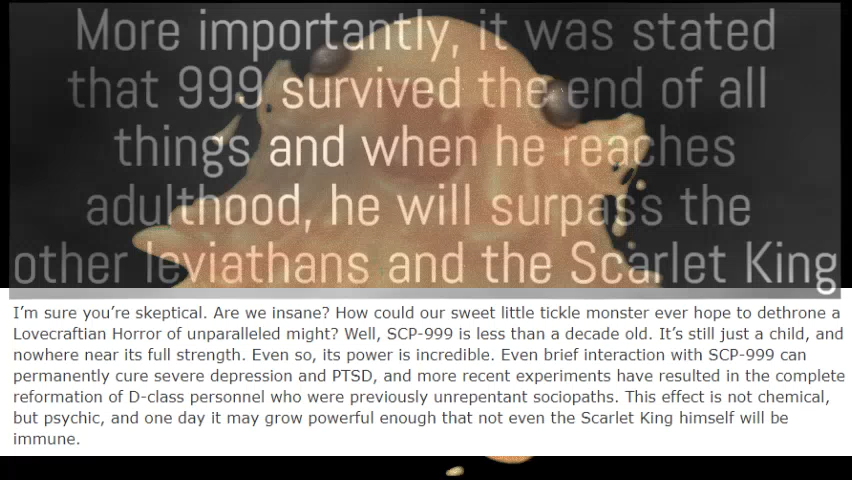 More importantly, it was stated
that 999 survived the end of all
things and when he reaches
adulthood, he will surpass the
other leviathans and the Scarlet King
I'm sure you're skeptical. Are we insane? How could our sweet little tickle monster ever hope to dethrone a
Lovecraftian Horror of unparalleled might? Well, SCP-999 is less than a decade old. It's still just a child, and
nowhere near its full strength. Even so, its power is incredible. Even brief interaction with SCP-999 can
permanently cure severe depression and PTSD, and more recent experiments have resulted in the complete
reformation of D-class personnel who were previously unrepentant sociopaths. This effect is not chemical,
but psychic, and one day it may grow powerful enough that not even the Scarlet King himself will be
immune.